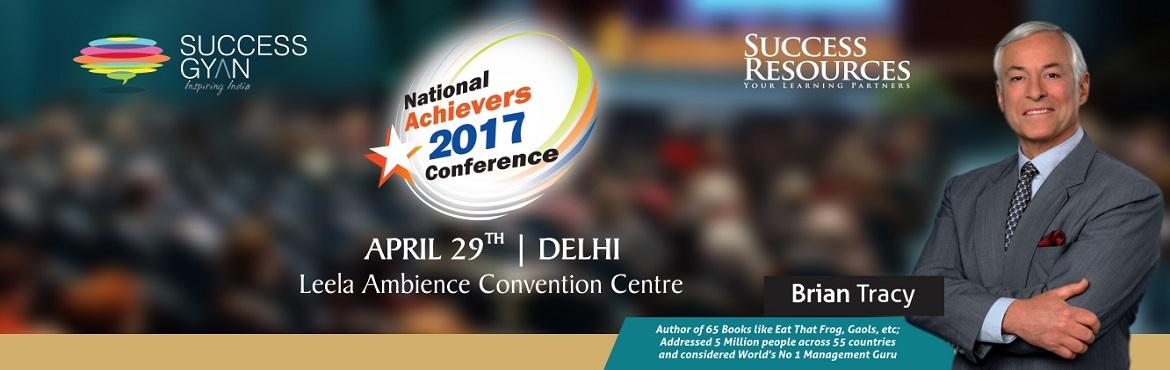 SUCCESS
GYAN
Inspiring India
National
Achievers
2017
Conference
SUCCESS
RESOURCES
YOUR LEARNING PARTNERS
APRIL 29TH | DELHI
Leela Ambience Convention Centre
Brian Tracy
Author of 65 Books like Eat That Frog, Gaols, etc;
Addressed 5 Million people across 55 countries
and considered World's No 1 Management Guru